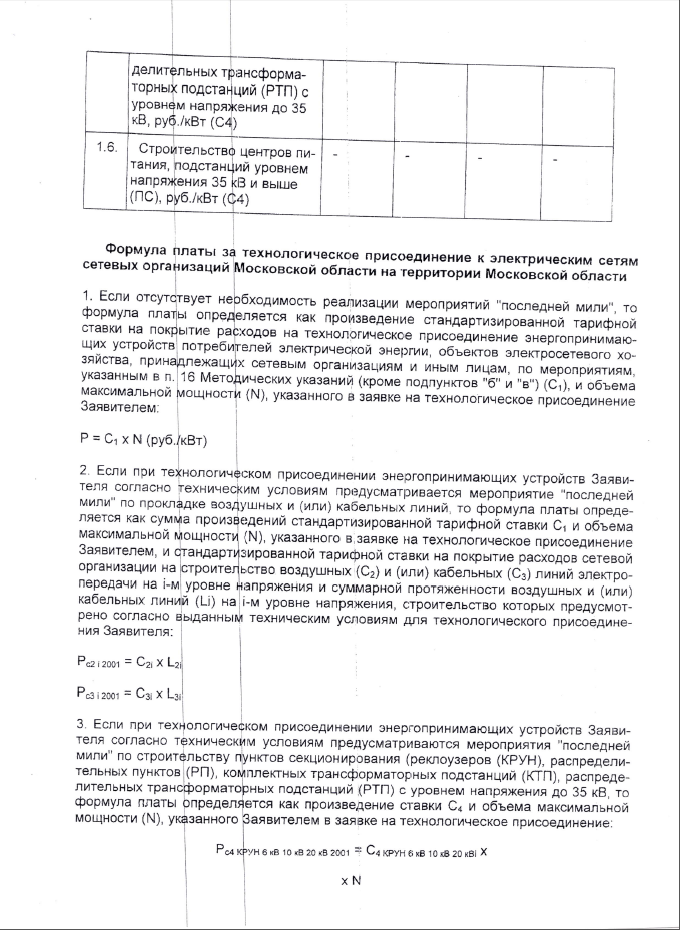 делительных трансформа-
торных подстанций (РТП) с
уровнем напряжения до 35
кВ, руб./кВт (С4)
1.6. Строительство центров пи- - - - -
тания, подстанций уровнем
напряжения 35 кВ и выше
(ПС), руб./кВт (С4)
Формула платы за технологическое присоединение к электрическим сетям
сетевых организаций Московской области на территории Московской области
1. Если отсутствует необходимость реализации мероприятий "последней мили", то
формула платы определяется как произведение стандартизированной тарифной
ставки на покрытие расходов на технологическое присоединение энергопринимаю-
щих устройств потребителей электрической энергии, объектов электросетевого хо-
зяйства, принадлежащих сетевым организациям и иным лицам, по мероприятиям,
указанным в п. 16 Методических указаний (кроме подпунктов "б" и "в") (С₁), и объема
максимальной мощности (N), указанного в заявке на технологическое присоединение
Заявителем:
Р = С₁ х N (руб./кВт)
2. Если при технологическом присоединении энергопринимающих устройств Заяви-
теля согласно техническим условиям предусматривается мероприятие "последней
мили" по прокладке воздушных и (или) кабельных линий, то формула платы опреде-
ляется как сумма произведений стандартизированной тарифной ставки С₁ и объема
максимальной мощности (N), указанного в заявке на технологическое присоединение
Заявителем, и стандартизированной тарифной ставки на покрытие расходов сетевой
организации на строительство воздушных (С₂) и (или) кабельных (С₃) линий электро-
передачи на i-м уровне напряжения и суммарной протяженности воздушных и (или)
кабельных линий (Li) на i-м уровне напряжения, строительство которых предусмот-
рено согласно выданным техническим условиям для технологического присоедине-
ния Заявителя:
Рс2 i 2001 = С2i х L2i
Рс3 i 2001 = С3i х L3i
3. Если при технологическом присоединении энергопринимающих устройств Заяви-
теля согласно техническим условиям предусматриваются мероприятия "последней
мили" по строительству пунктов секционирования (реклоузеров (КРУН), распредели-
тельных пунктов (РП), комплектных трансформаторных подстанций (КТП), распреде-
лительных трансформаторных подстанций (РТП) с уровнем напряжения до 35 кВ, то
формула платы определяется как произведение ставки С₄ и объема максимальной
мощности (N), указанного Заявителем в заявке на технологическое присоединение:
Рс4 КРУН 6 кВ 10 кВ 20 кВ 2001 = С4 КРУН 6 кВ 10 кВ 20 кВi х
х N